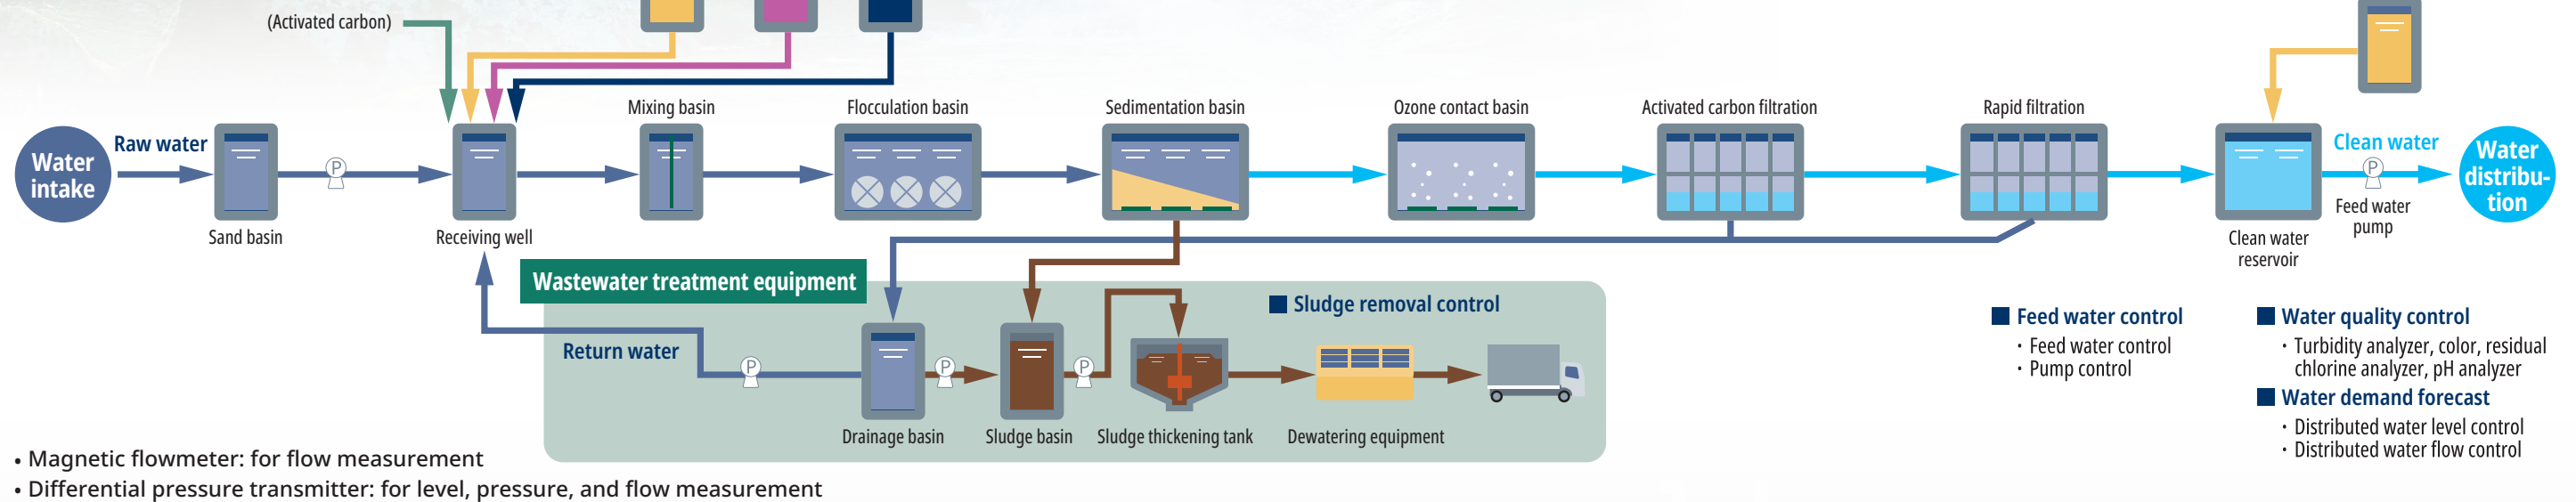 (Activated carbon)
Mixing basin
Flocculation basin
Sedimentation basin
Ozone contact basin
Activated carbon filtration
Rapid filtration
Water
intake
Raw water
P
Clean water
P
Water
distribu-
tion
Sand basin
Receiving well
Feed water
pump
Clean water
reservoir
Wastewater treatment equipment
■ Sludge removal control
Return water
P
P
P
Drainage basin
Sludge basin
Sludge thickening tank
Dewatering equipment
■ Feed water control
・Feed water control
・Pump control
■ Water quality control
・Turbidity analyzer, color, residual
chlorine analyzer, pH analyzer
■ Water demand forecast
・Distributed water level control
・Distributed water flow control
• Magnetic flowmeter: for flow measurement
• Differential pressure transmitter: for level, pressure, and flow measurement